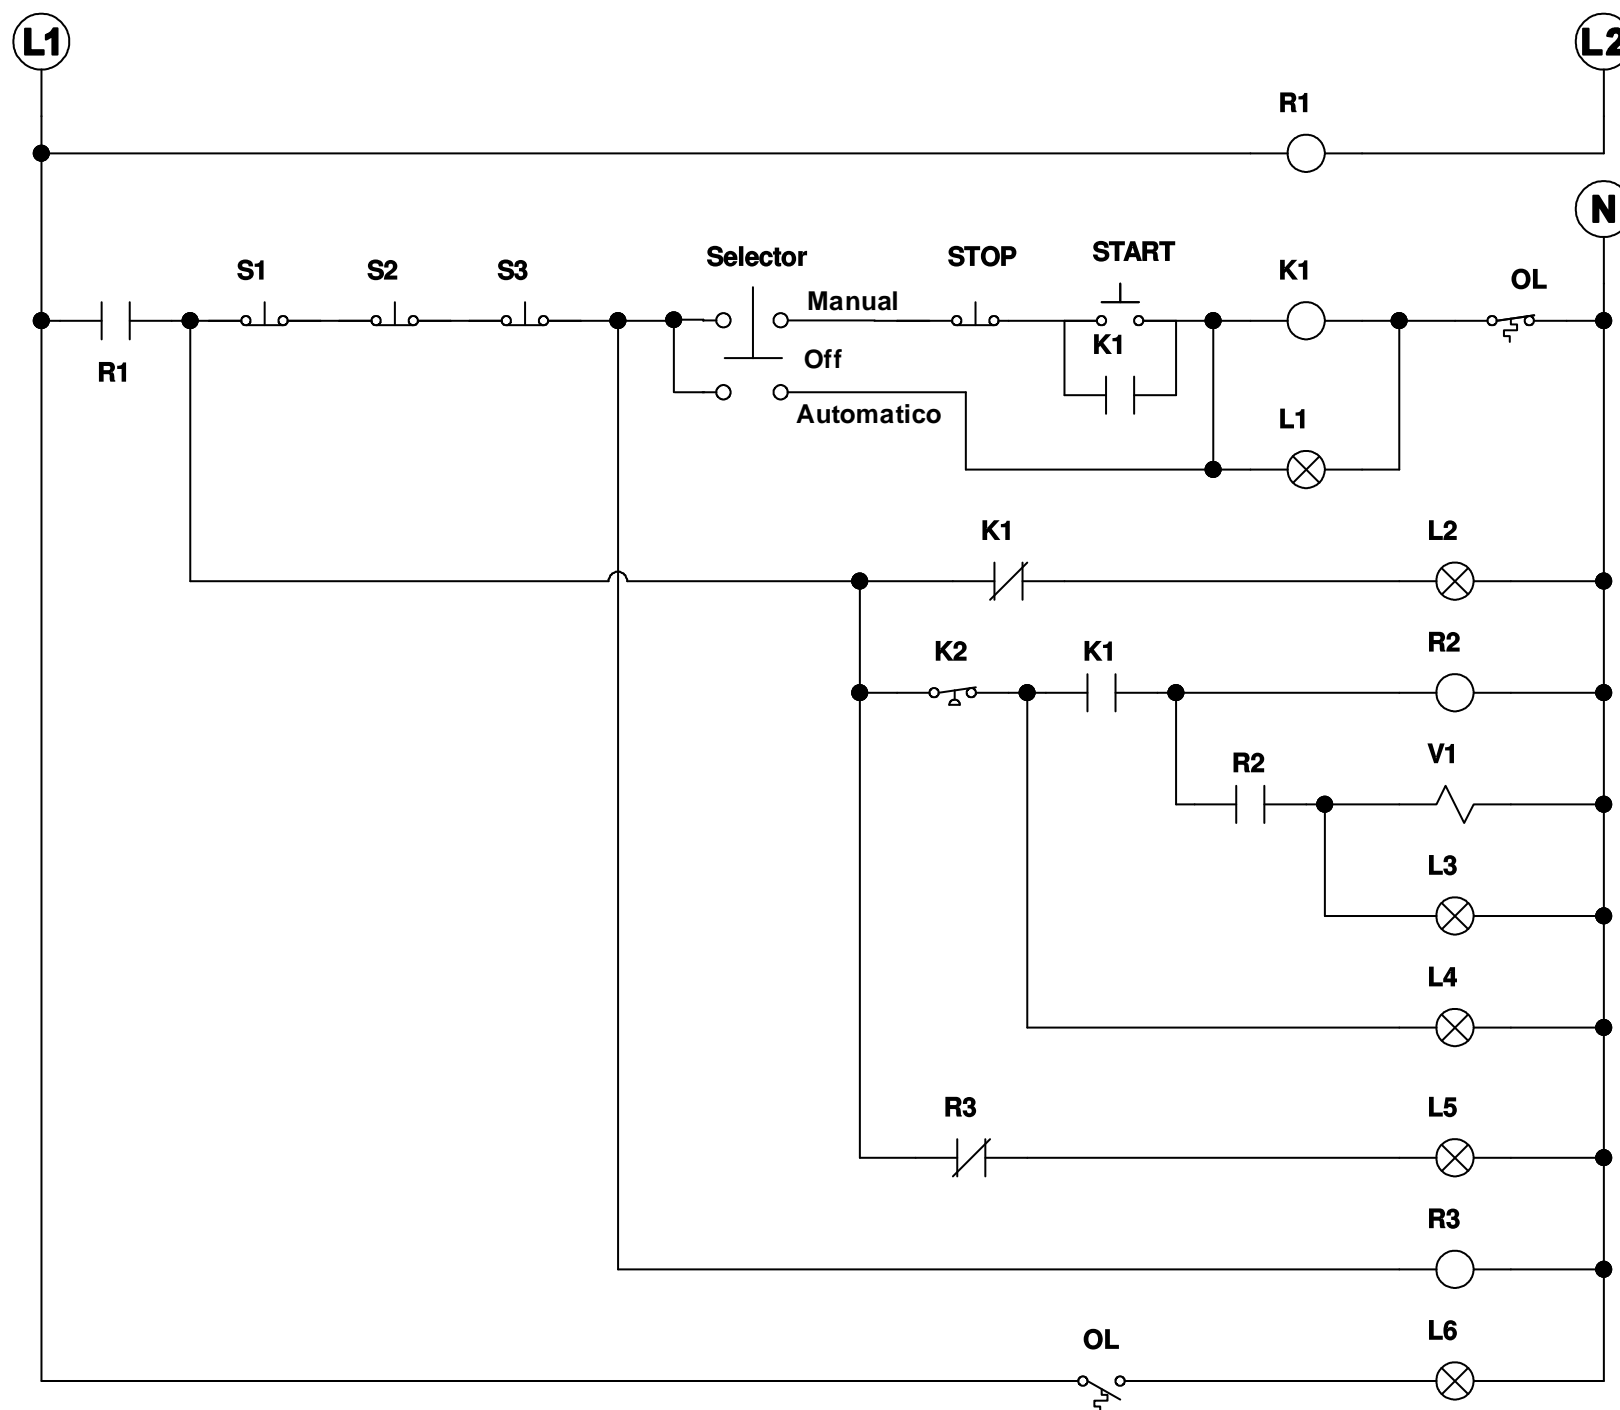 L1
L2
R1
N
S1
S2
S3
Selector
STOP
START
K1
OL
Manual
R1
K1
Off
Automatico
L1
K1
L2
K2
K1
R2
R2
V1
L3
L4
R3
L5
R3
OL
L6